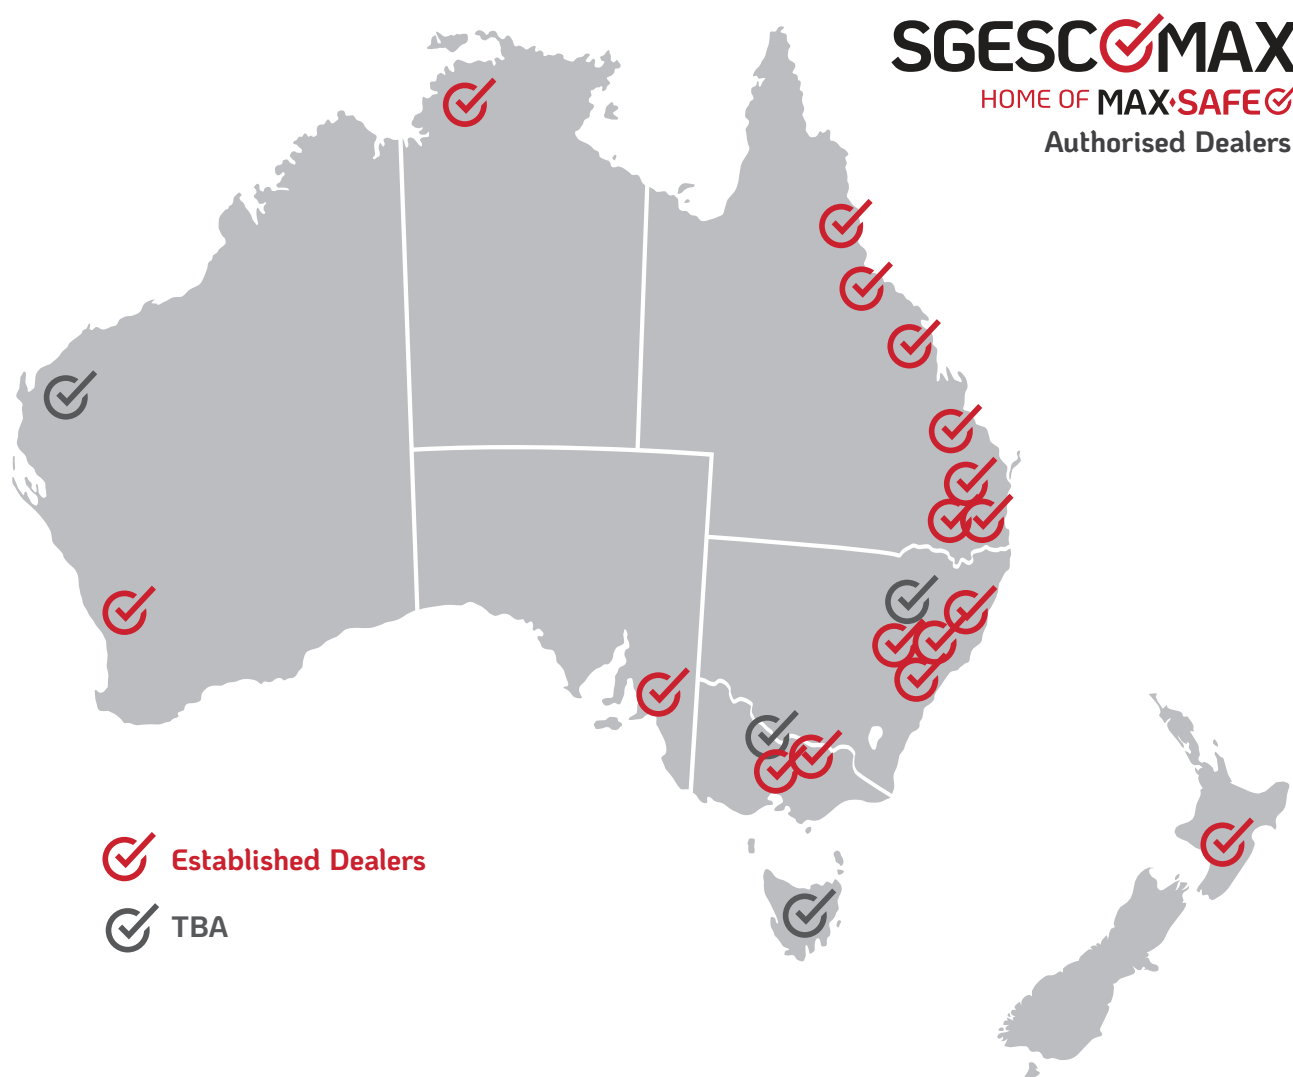 SGESCOMAX
HOME OF MAX•SAFE
Authorised Dealers
Established Dealers
TBA